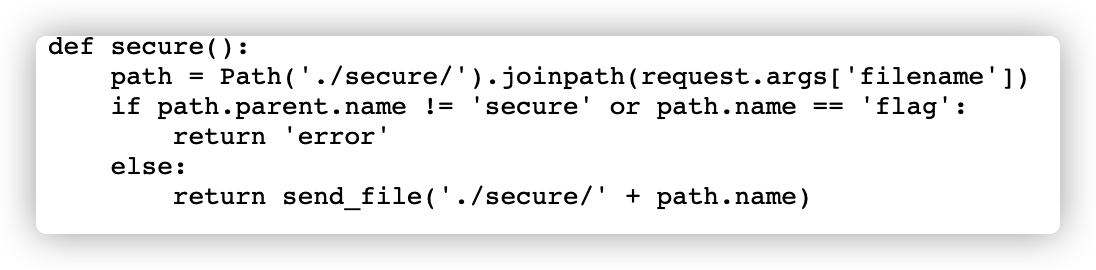 def secure():
    path = Path('./secure/').joinpath(request.args['filename'])
    if path.parent.name != 'secure' or path.name == 'flag':
        return 'error'
    else:
        return send_file('./secure/' + path.name)